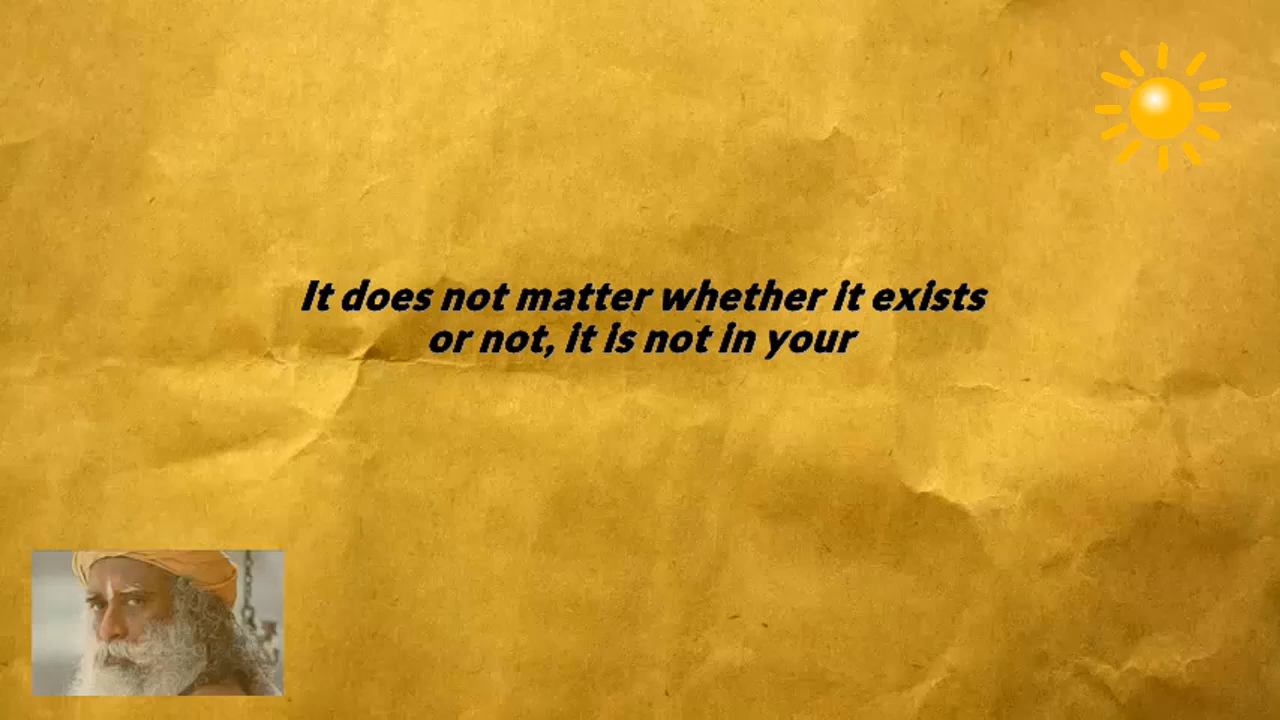 It does not matter whether it exists
or not, it is not in your